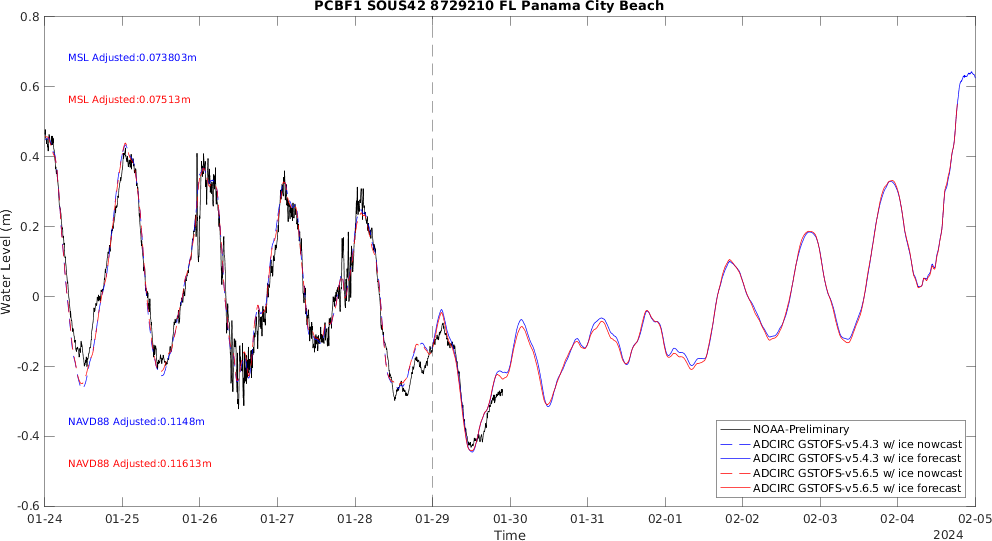 PCBF1 SOUS42 8729210 FL Panama City Beach
0.8
0.6
0.4
0.2
0
-0.2
-0.4
-0.6
Water Level (m)
MSL Adjusted:0.073803m
MSL Adjusted:0.07513m
NAVD88 Adjusted:0.1148m
NAVD88 Adjusted:0.11613m
NOAA-Preliminary
ADCIRC GSTOFS-v5.4.3 w/ ice nowcast
ADCIRC GSTOFS-v5.4.3 w/ ice forecast
ADCIRC GSTOFS-v5.6.5 w/ ice nowcast
ADCIRC GSTOFS-v5.6.5 w/ ice forecast
01-24 01-25 01-26 01-27 01-28 01-29 01-30 01-31 02-01 02-02 02-03 02-04 02-05
Time
2024